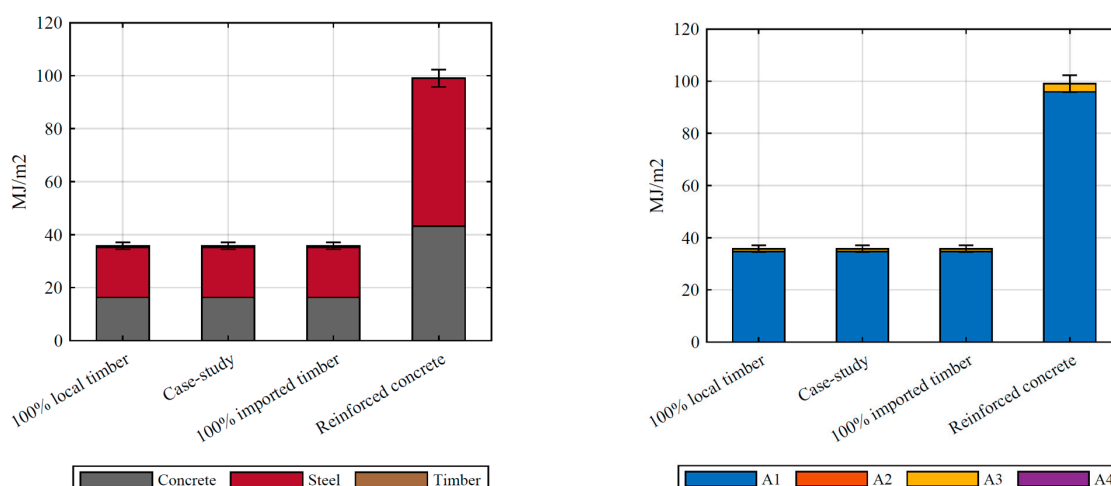 120
100
80
60
40
20
0
MJ/m2
100% local timber
Case-study
100% imported timber
Reinforced concrete
Concrete Steel Timber
120
100
80
60
40
20
0
MJ/m2
100% local timber
Case-study
100% imported timber
Reinforced concrete
A1 A2 A3 A4